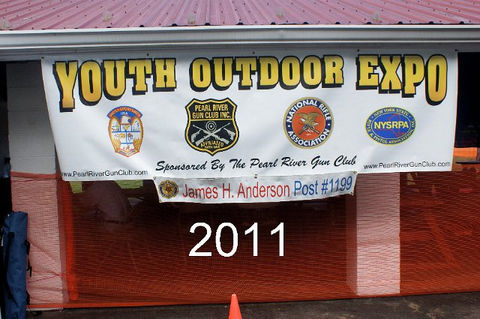 YOUTH OUTDOOR EXPO
PEARL RIVER
GUN CLUB INC.
NATIONAL RIFLE
ASSOCIATION
NYSRPA
Sponsored By The Pearl River Gun Club
www.PearlRiverGunClub.com
www.PearlRiverGunClub.com
James H. Anderson Post #1199
2011